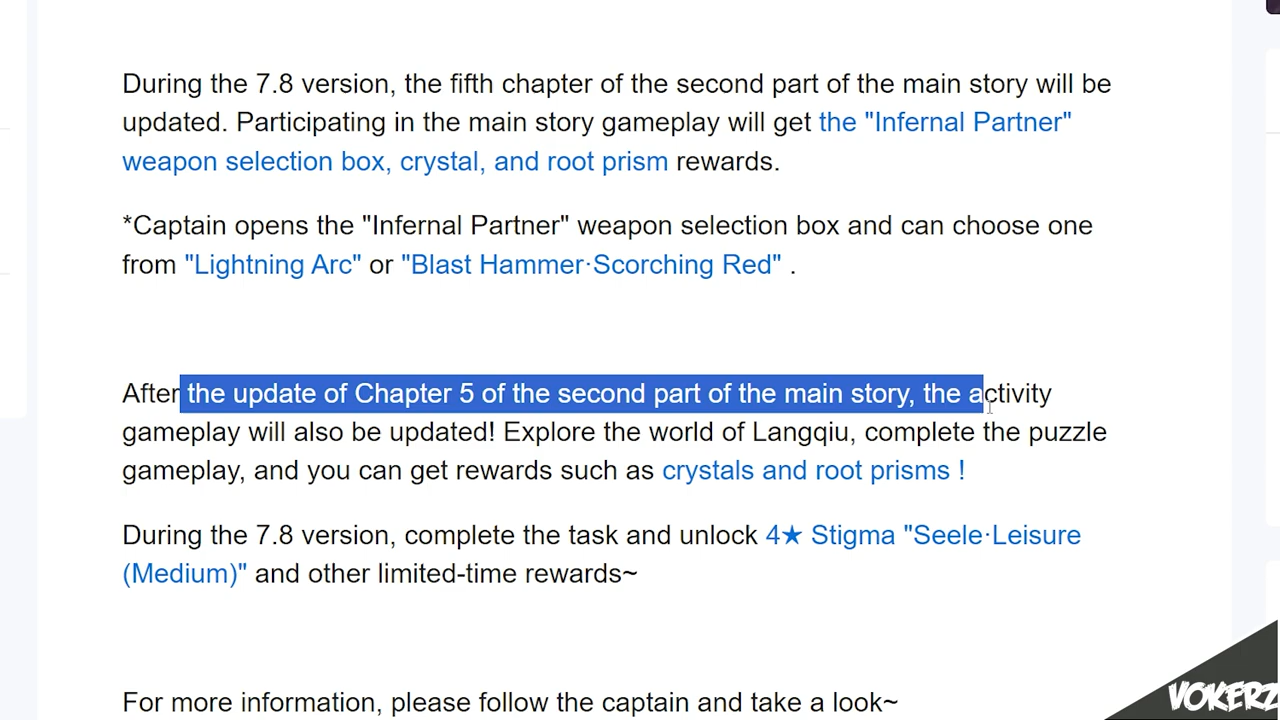 During the 7.8 version, the fifth chapter of the second part of the main story will be
updated. Participating in the main story gameplay will get the "Infernal Partner"
weapon selection box, crystal, and root prism rewards.
*Captain opens the "Infernal Partner" weapon selection box and can choose one
from "Lightning Arc" or "Blast Hammer·Scorching Red" .
After the update of Chapter 5 of the second part of the main story, the activity
gameplay will also be updated! Explore the world of Langqiu, complete the puzzle
gameplay, and you can get rewards such as crystals and root prisms !
During the 7.8 version, complete the task and unlock 4★ Stigma "Seele·Leisure
(Medium)" and other limited-time rewards~
For more information, please follow the captain and take a look~
VOKERZ